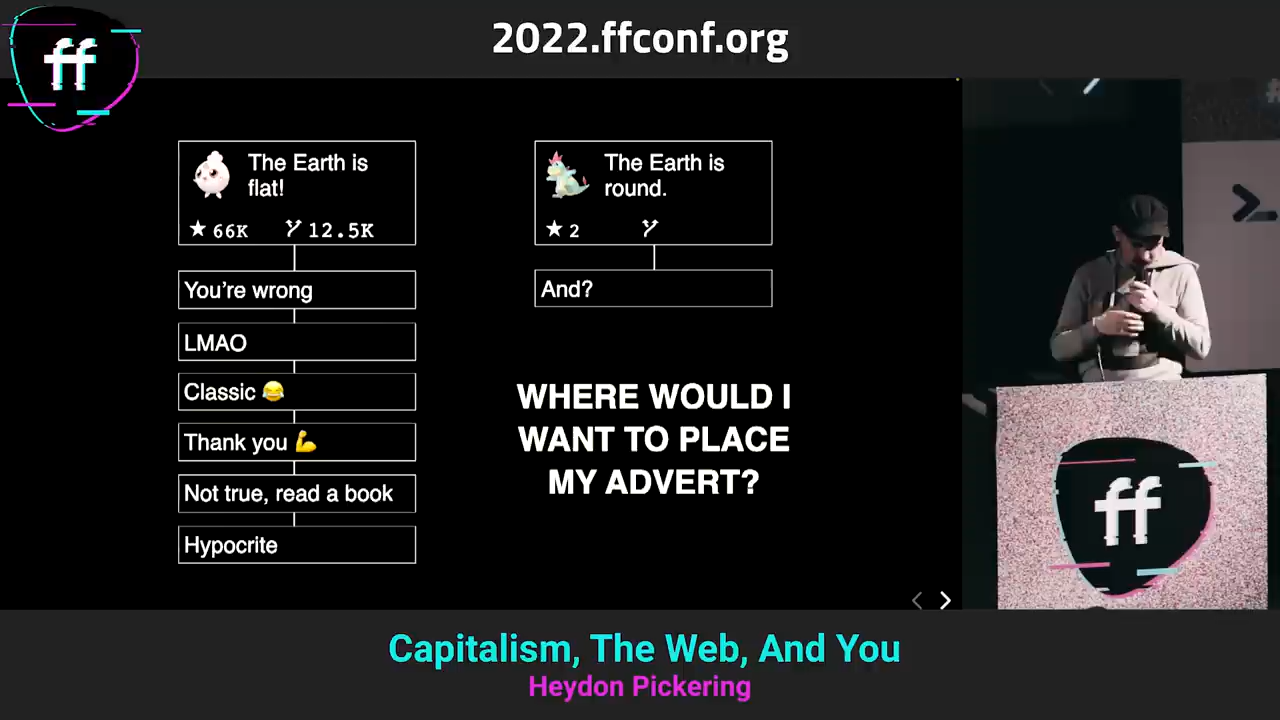 2022.ffconf.org
ff
The Earth is
flat!
★ 66K 12.5K
You're wrong
LMAO
Classic 😂
Thank you 💪
Not true, read a book
Hypocrite
The Earth is
round.
★ 2
And?
WHERE WOULD I
WANT TO PLACE
MY ADVERT?
ff
Capitalism, The Web, And You
Heydon Pickering